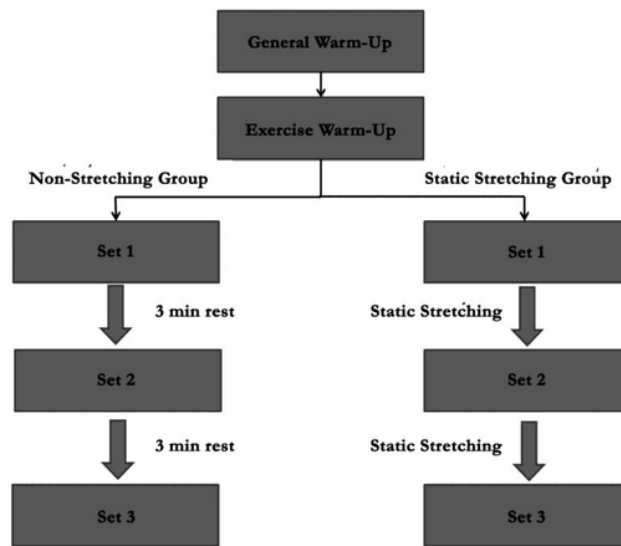 General Warm-Up
Exercise Warm-Up
Non-Stretching Group
Static Stretching Group
Set 1
Set 1
3 min rest
Static Stretching
Set 2
Set 2
3 min rest
Static Stretching
Set 3
Set 3